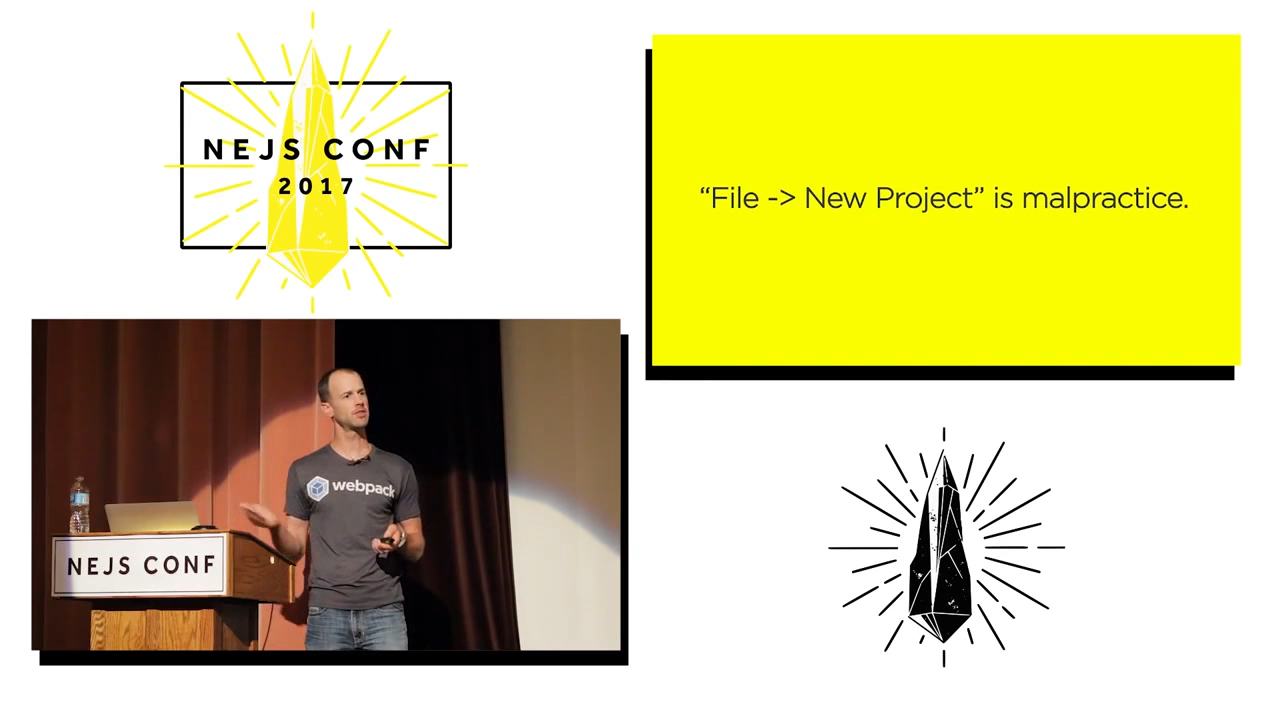 NEJS CONF
2017
“File -> New Project” is malpractice.
webpack
NEJS CONF